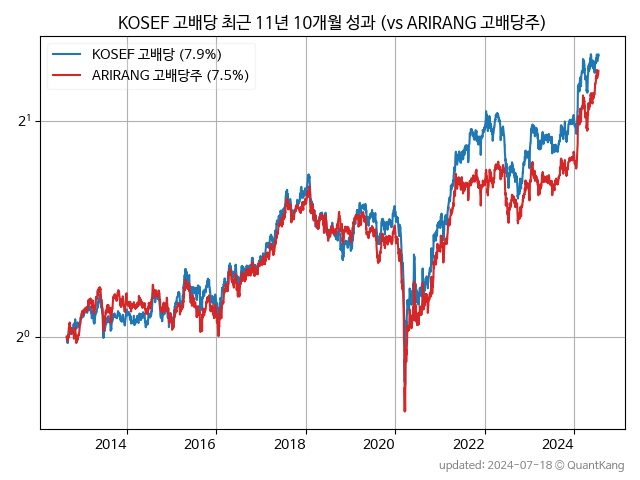 KOSEF 고배당 최근 11년 10개월 성과 (vs ARIRANG 고배당주)
KOSEF 고배당 (7.9%)
ARIRANG 고배당주 (7.5%)
2¹
2⁰
2014 2016 2018 2020 2022 2024
updated: 2024-07-18 © QuantKang